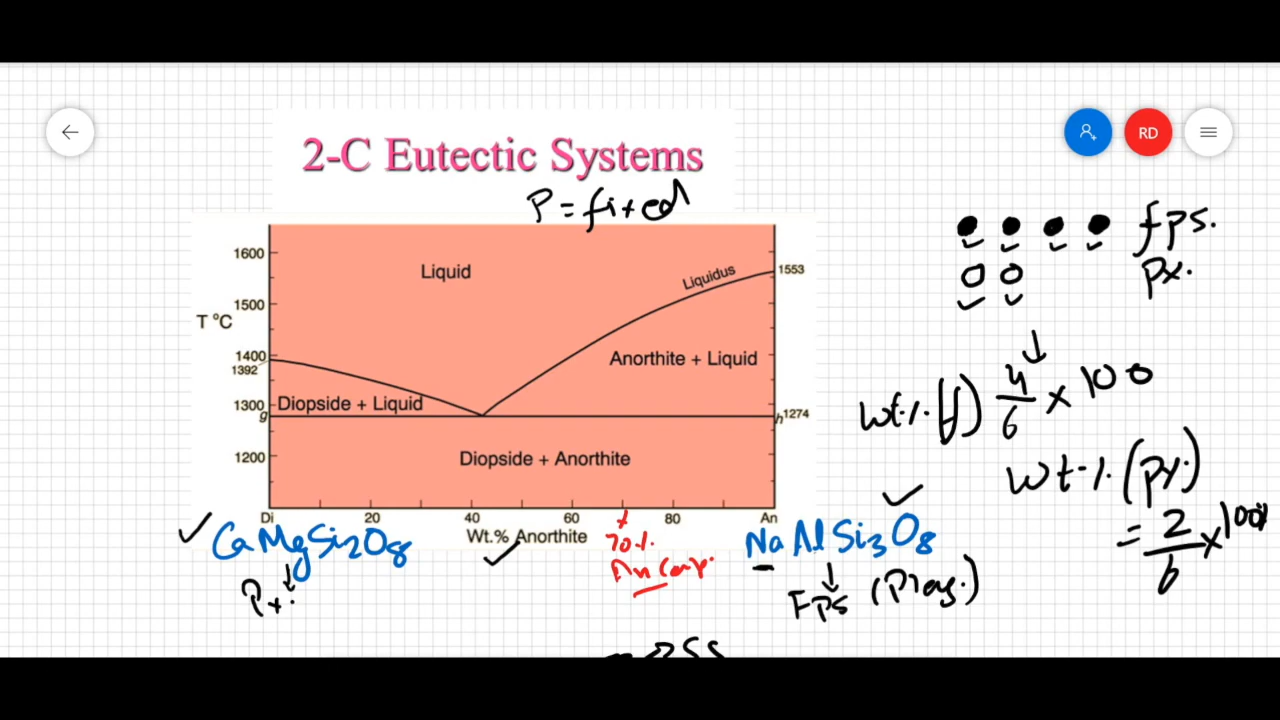 RD
2-C Eutectic Systems
P = fixed
1600
Liquid
Liquidus
1553
1500
T °C
1400
1392
Anorthite + Liquid
1300
Diopside + Liquid
g
h 1274
Diopside + Anorthite
1200
Di 20 40 60 80 An
Wt.% Anorthite
CaMgSi2O8
Px.
70%
An Comp.
NaAlSi3O8
Fps (Plag.)
fps.
px.
wt.% (f) 4/6 x 100
wt.% (px.)
= 2/6 x 100%